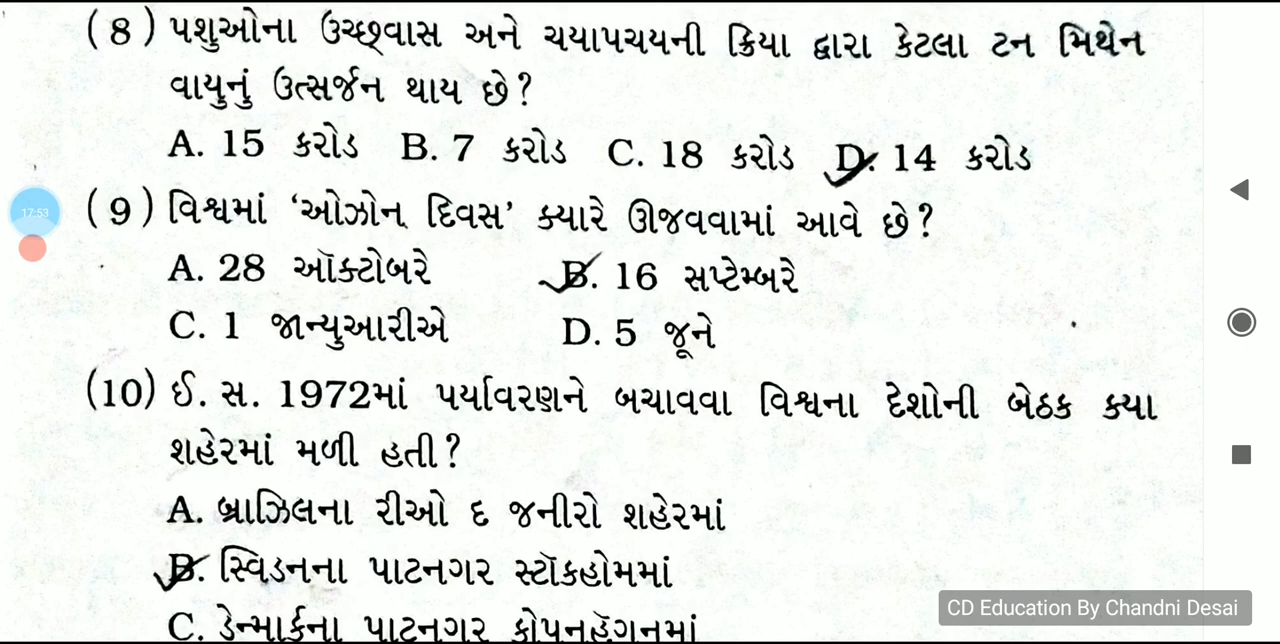 (8) પશુઓના ઉચ્છ્વાસ અને ચયાપચયની ક્રિયા દ્વારા કેટલા ટન મિથેન
વાયુનું ઉત્સર્જન થાય છે?
A. 15 કરોડ B. 7 કરોડ C. 18 કરોડ D. 14 કરોડ
17:53
(9) વિશ્વમાં ‘ઓઝોન દિવસ’ ક્યારે ઊજવવામાં આવે છે?
A. 28 ઑક્ટોબરે B. 16 સપ્ટેમ્બરે
C. 1 જાન્યુઆરીએ D. 5 જૂને
(10) ઈ. સ. 1972માં પર્યાવરણને બચાવવા વિશ્વના દેશોની બેઠક કયા
શહેરમાં મળી હતી?
A. બ્રાઝિલના રીઓ દ જનીરો શહેરમાં
B. સ્વિડનના પાટનગર સ્ટૉકહોમમાં
C. ડેન્માર્કના પાટનગર કોપનહૅગનમાં
CD Education By Chandni Desai